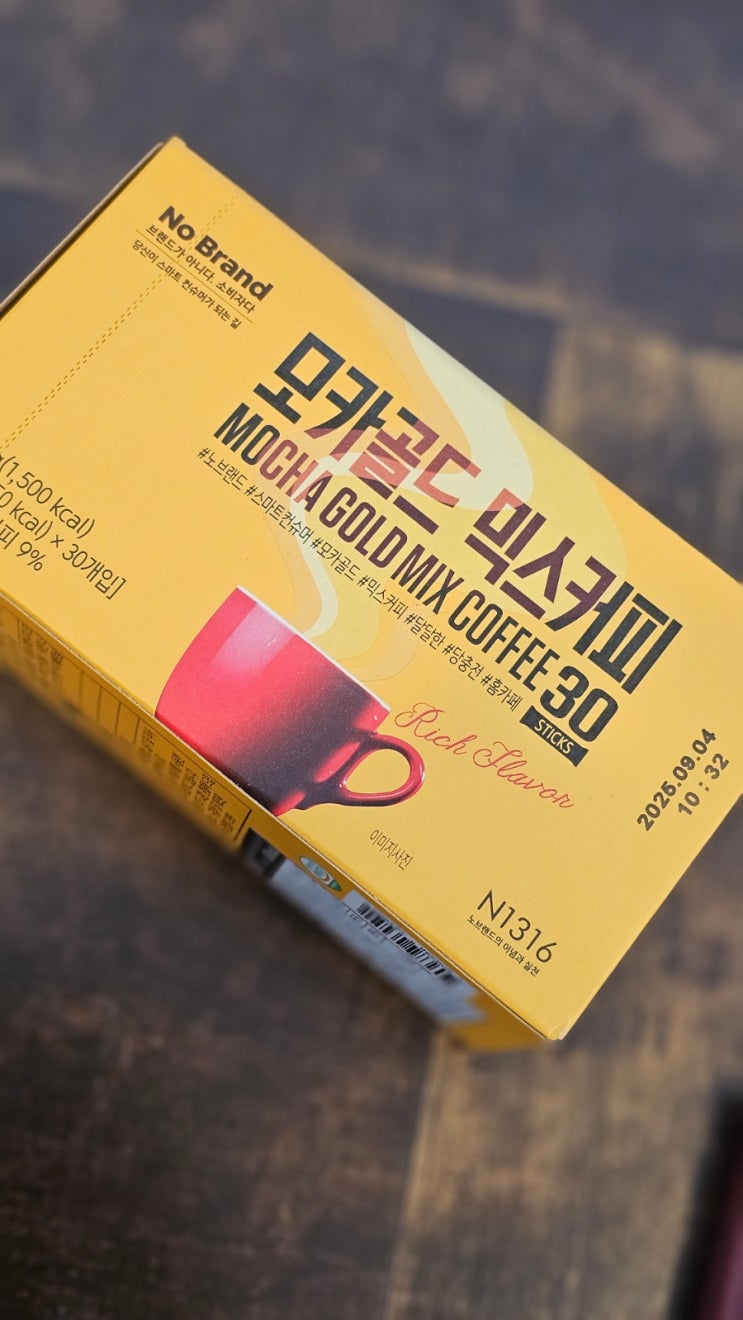 No Brand
브랜드가 아니다. 소비자다
당신이 스마트 컨슈머가 되는 길
모카골드 믹스커피
MOCHA GOLD MIX COFFEE 30
STICKS
#노브랜드 #스마트컨슈머 #모카골드 #믹스커피 #달달한 #당충전 #홈카페
(1,500 kcal)
0 kcal) × 30개입]
피 9%
Rich Flavor
이미지사진
2026.09.04
10:32
N1316
노브랜드의 이념과 실천